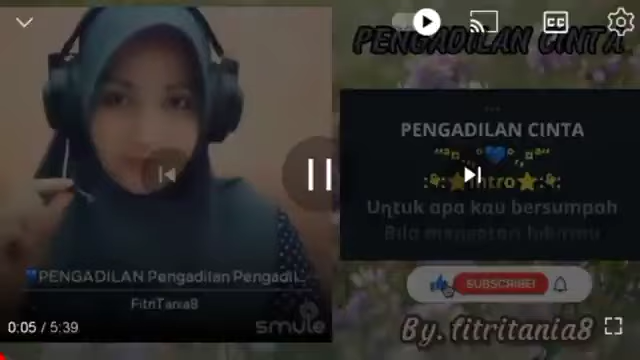 PENGADILAN CINTA
CC
PENGADILAN CINTA
Intro
Untuk apa kau bersumpah
💙PENGADILAN Pengadilan Pengadil...
FitriTania8
smule
SUBSCRIBE!
0:05 / 5:39
By. fitritania8